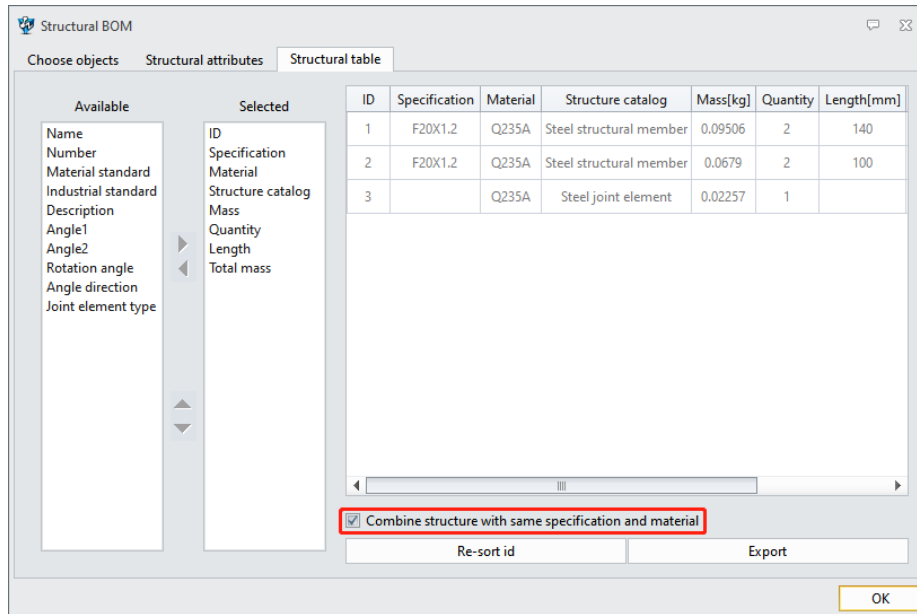 Structural BOM
Choose objects Structural attributes Structural table
Available
Name
Number
Material standard
Industrial standard
Description
Angle1
Angle2
Rotation angle
Angle direction
Joint element type
Selected
ID
Specification
Material
Structure catalog
Mass
Quantity
Length
Total mass
ID Specification Material Structure catalog Mass[kg] Quantity Length[mm]
1 F20X1.2 Q235A Steel structural member 0.09506 2 140
2 F20X1.2 Q235A Steel structural member 0.0679 2 100
3 Q235A Steel joint element 0.02257 1
Combine structure with same specification and material
Re-sort id Export
OK